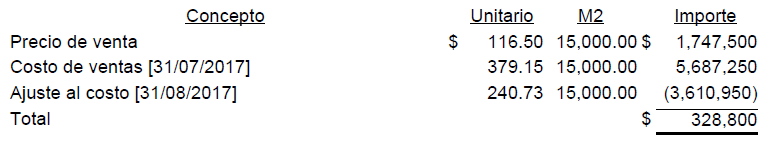 Concepto Unitario M2 Importe
Precio de venta $ 116.50 15,000.00 $ 1,747,500
Costo de ventas [31/07/2017] 379.15 15,000.00 5,687,250
Ajuste al costo [31/08/2017] 240.73 15,000.00 (3,610,950)
Total $ 328,800